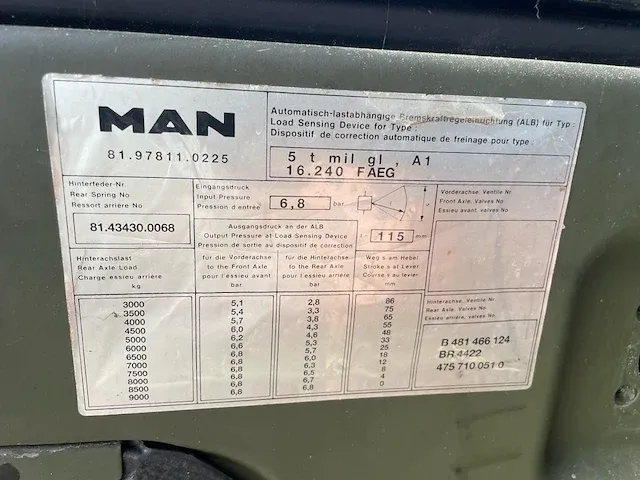 MAN
81.97811.0225
Automatisch-lastabhängige Bremskraftregeleinrichtung (ALB) für Typ:
Load Sensing Device for Type:
Dispositif de correction automatique de freinage pour type:
5 t mil gl , A1
16.240 FAEG
Hinterfeder-Nr.
Rear Spring No
Ressort arrière No
81.43430.0068
Eingangsdruck
Input Pressure
Pression d'entrée
6,8 bar
Ausgangsdruck an der ALB
Output Pressure at Load Sensing Device
Pression de sortie au dispositif de correction
l= 115 mm
Vorderachse, Ventile Nr
Front Axle, Valves No
Essieu avant, valves No
Hinterachslast
Rear Axle Load
Charge essieu arrière
kg
für die Vorderachse
to the Front Axle
pour l'essieu avant
bar
für die Hinterachse
to the Rear Axle
pour l'essieu arrière
bar
Weg s am Hebel
Stroke s at Lever
Course s au levier
mm
3000 5,1 2,8 86
3500 5,4 3,3 75
4000 5,7 3,8 65
4500 6,0 4,3 55
5000 6,2 4,6 48
6000 6,6 5,3 33
6500 6,8 5,7 25
7000 6,8 6,0 18
7500 6,8 6,3 12
8000 6,8 6,5 8
8500 6,8 6,7 4
9000 6,8 6,8 0
Hinterachse, Ventile Nr
Rear Axle, Valves No
Essieu arrière, valves No
B 481 466 124
BR 4422
475 710 051 0